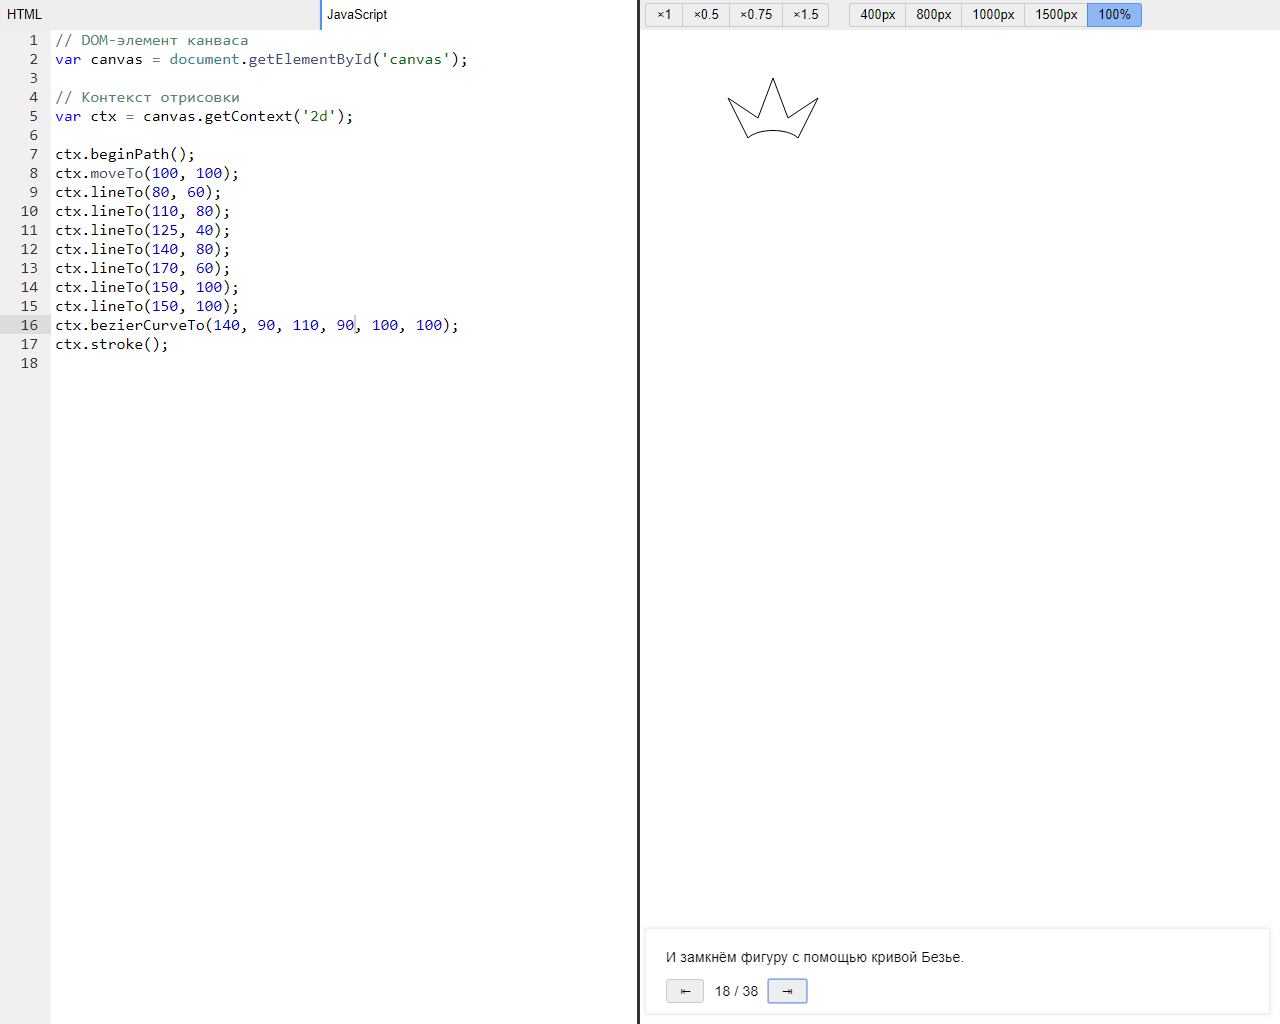 HTML
JavaScript
×1 ×0.5 ×0.75 ×1.5 400px 800px 1000px 1500px 100%
1 // DOM-элемент канваса
2 var canvas = document.getElementById('canvas');
3
4 // Контекст отрисовки
5 var ctx = canvas.getContext('2d');
6
7 ctx.beginPath();
8 ctx.moveTo(100, 100);
9 ctx.lineTo(80, 60);
10 ctx.lineTo(110, 80);
11 ctx.lineTo(125, 40);
12 ctx.lineTo(140, 80);
13 ctx.lineTo(170, 60);
14 ctx.lineTo(150, 100);
15 ctx.lineTo(150, 100);
16 ctx.bezierCurveTo(140, 90, 110, 90, 100, 100);
17 ctx.stroke();
18
И замкнём фигуру с помощью кривой Безье.
⇤ 18 / 38 ⇥